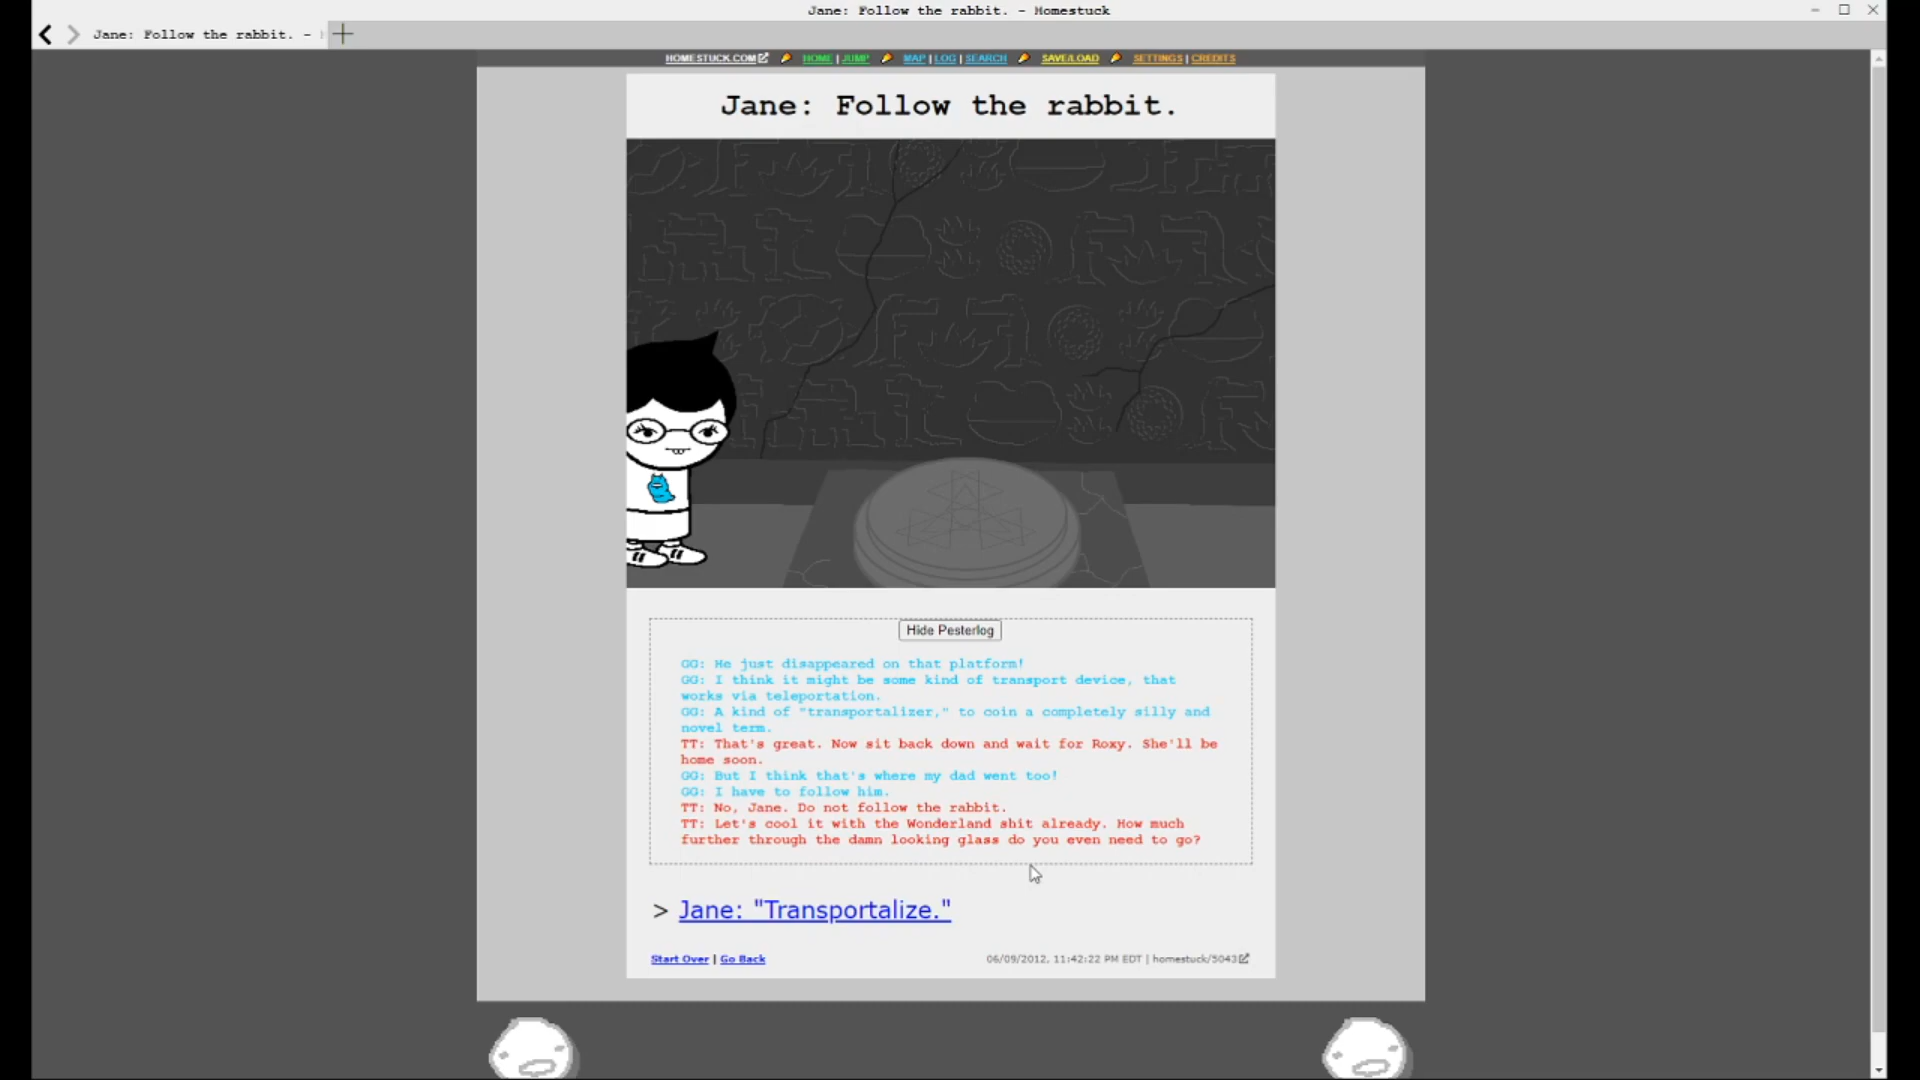 Jane: Follow the rabbit. - Homestuck
Jane: Follow the rabbit. -
HOMESTUCK.COM HOME | JUMP MAP | LOG | SEARCH SAVE/LOAD SETTINGS | CREDITS
Jane: Follow the rabbit.
Hide Pesterlog
GG: He just disappeared on that platform!
GG: I think it might be some kind of transport device, that
works via teleportation.
GG: A kind of "transportalizer," to coin a completely silly and
novel term.
TT: That's great. Now sit back down and wait for Roxy. She'll be
home soon.
GG: But I think that's where my dad went too!
GG: I have to follow him.
TT: No, Jane. Do not follow the rabbit.
TT: Let's cool it with the Wonderland shit already. How much
further through the damn looking glass do you even need to go?
> Jane: "Transportalize."
Start Over | Go Back 06/09/2012, 11:42:22 PM EDT | homestuck/5043